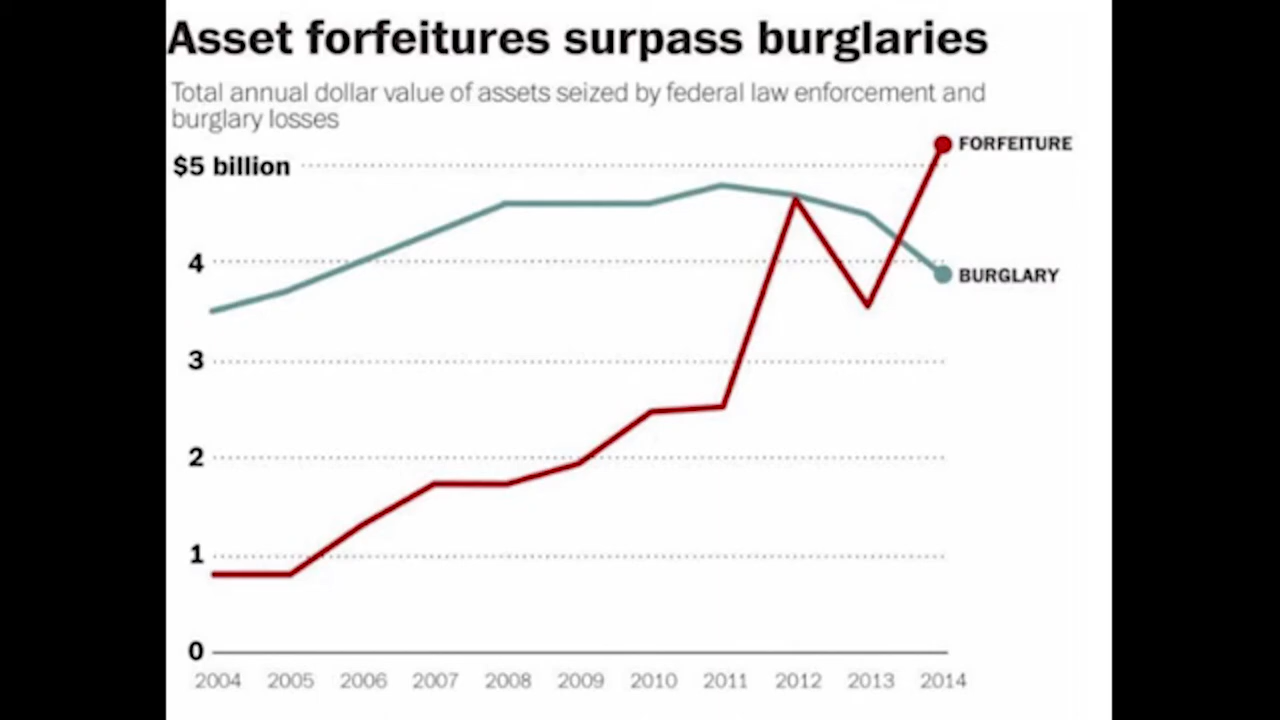 Asset forfeitures surpass burglaries
Total annual dollar value of assets seized by federal law enforcement and
burglary losses
FORFEITURE
$5 billion
4
BURGLARY
3
2
1
0
2004 2005 2006 2007 2008 2009 2010 2011 2012 2013 2014